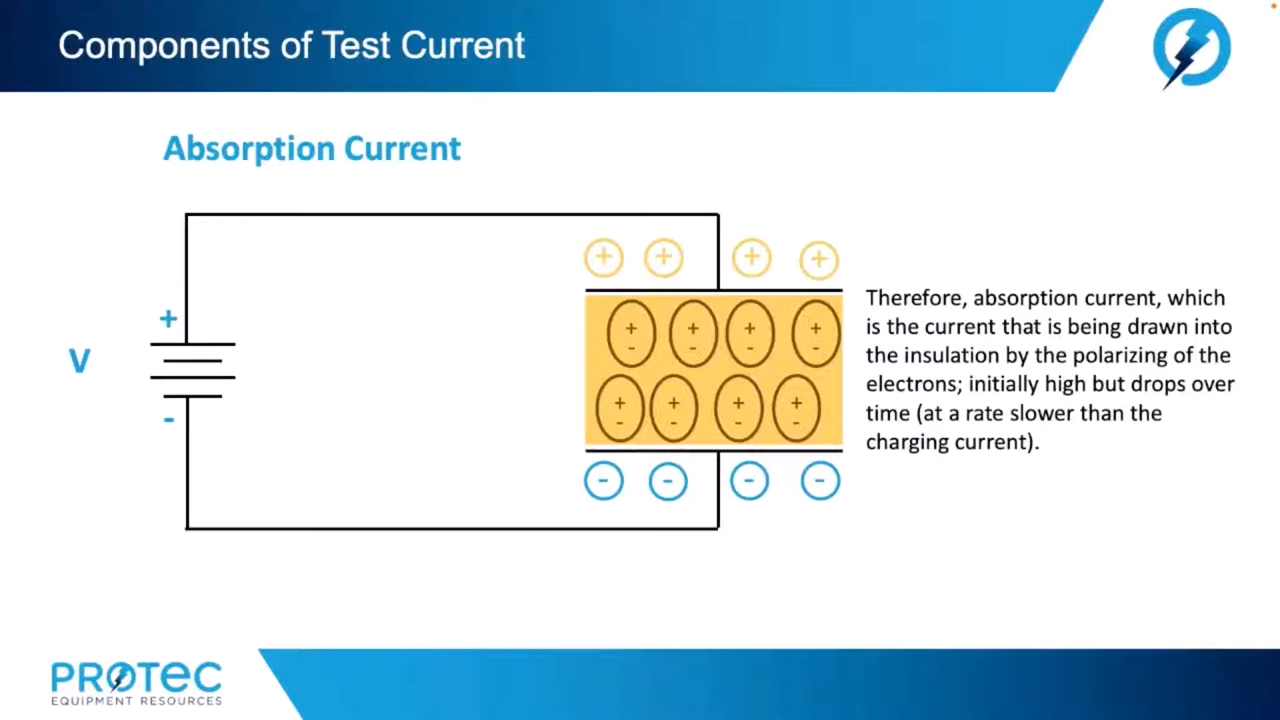 Components of Test Current
Absorption Current
+ + + +
+
V
-
+ + + +
- - - -
+ + + +
- - - -
- - - -
Therefore, absorption current, which
is the current that is being drawn into
the insulation by the polarizing of the
electrons; initially high but drops over
time (at a rate slower than the
charging current).
PROTEC
EQUIPMENT RESOURCES